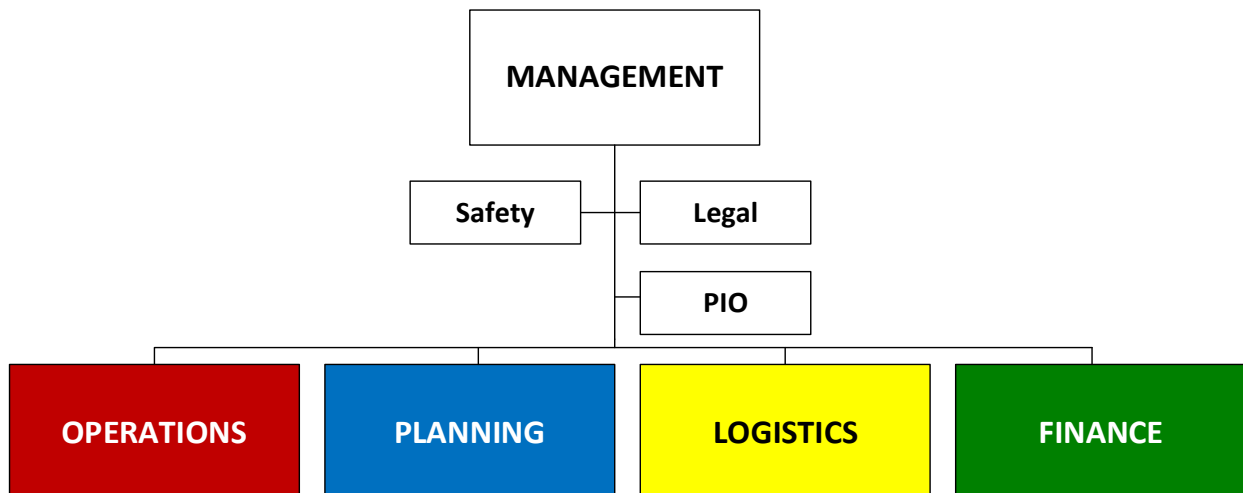 MANAGEMENT
Safety
Legal
PIO
OPERATIONS
PLANNING
LOGISTICS
FINANCE